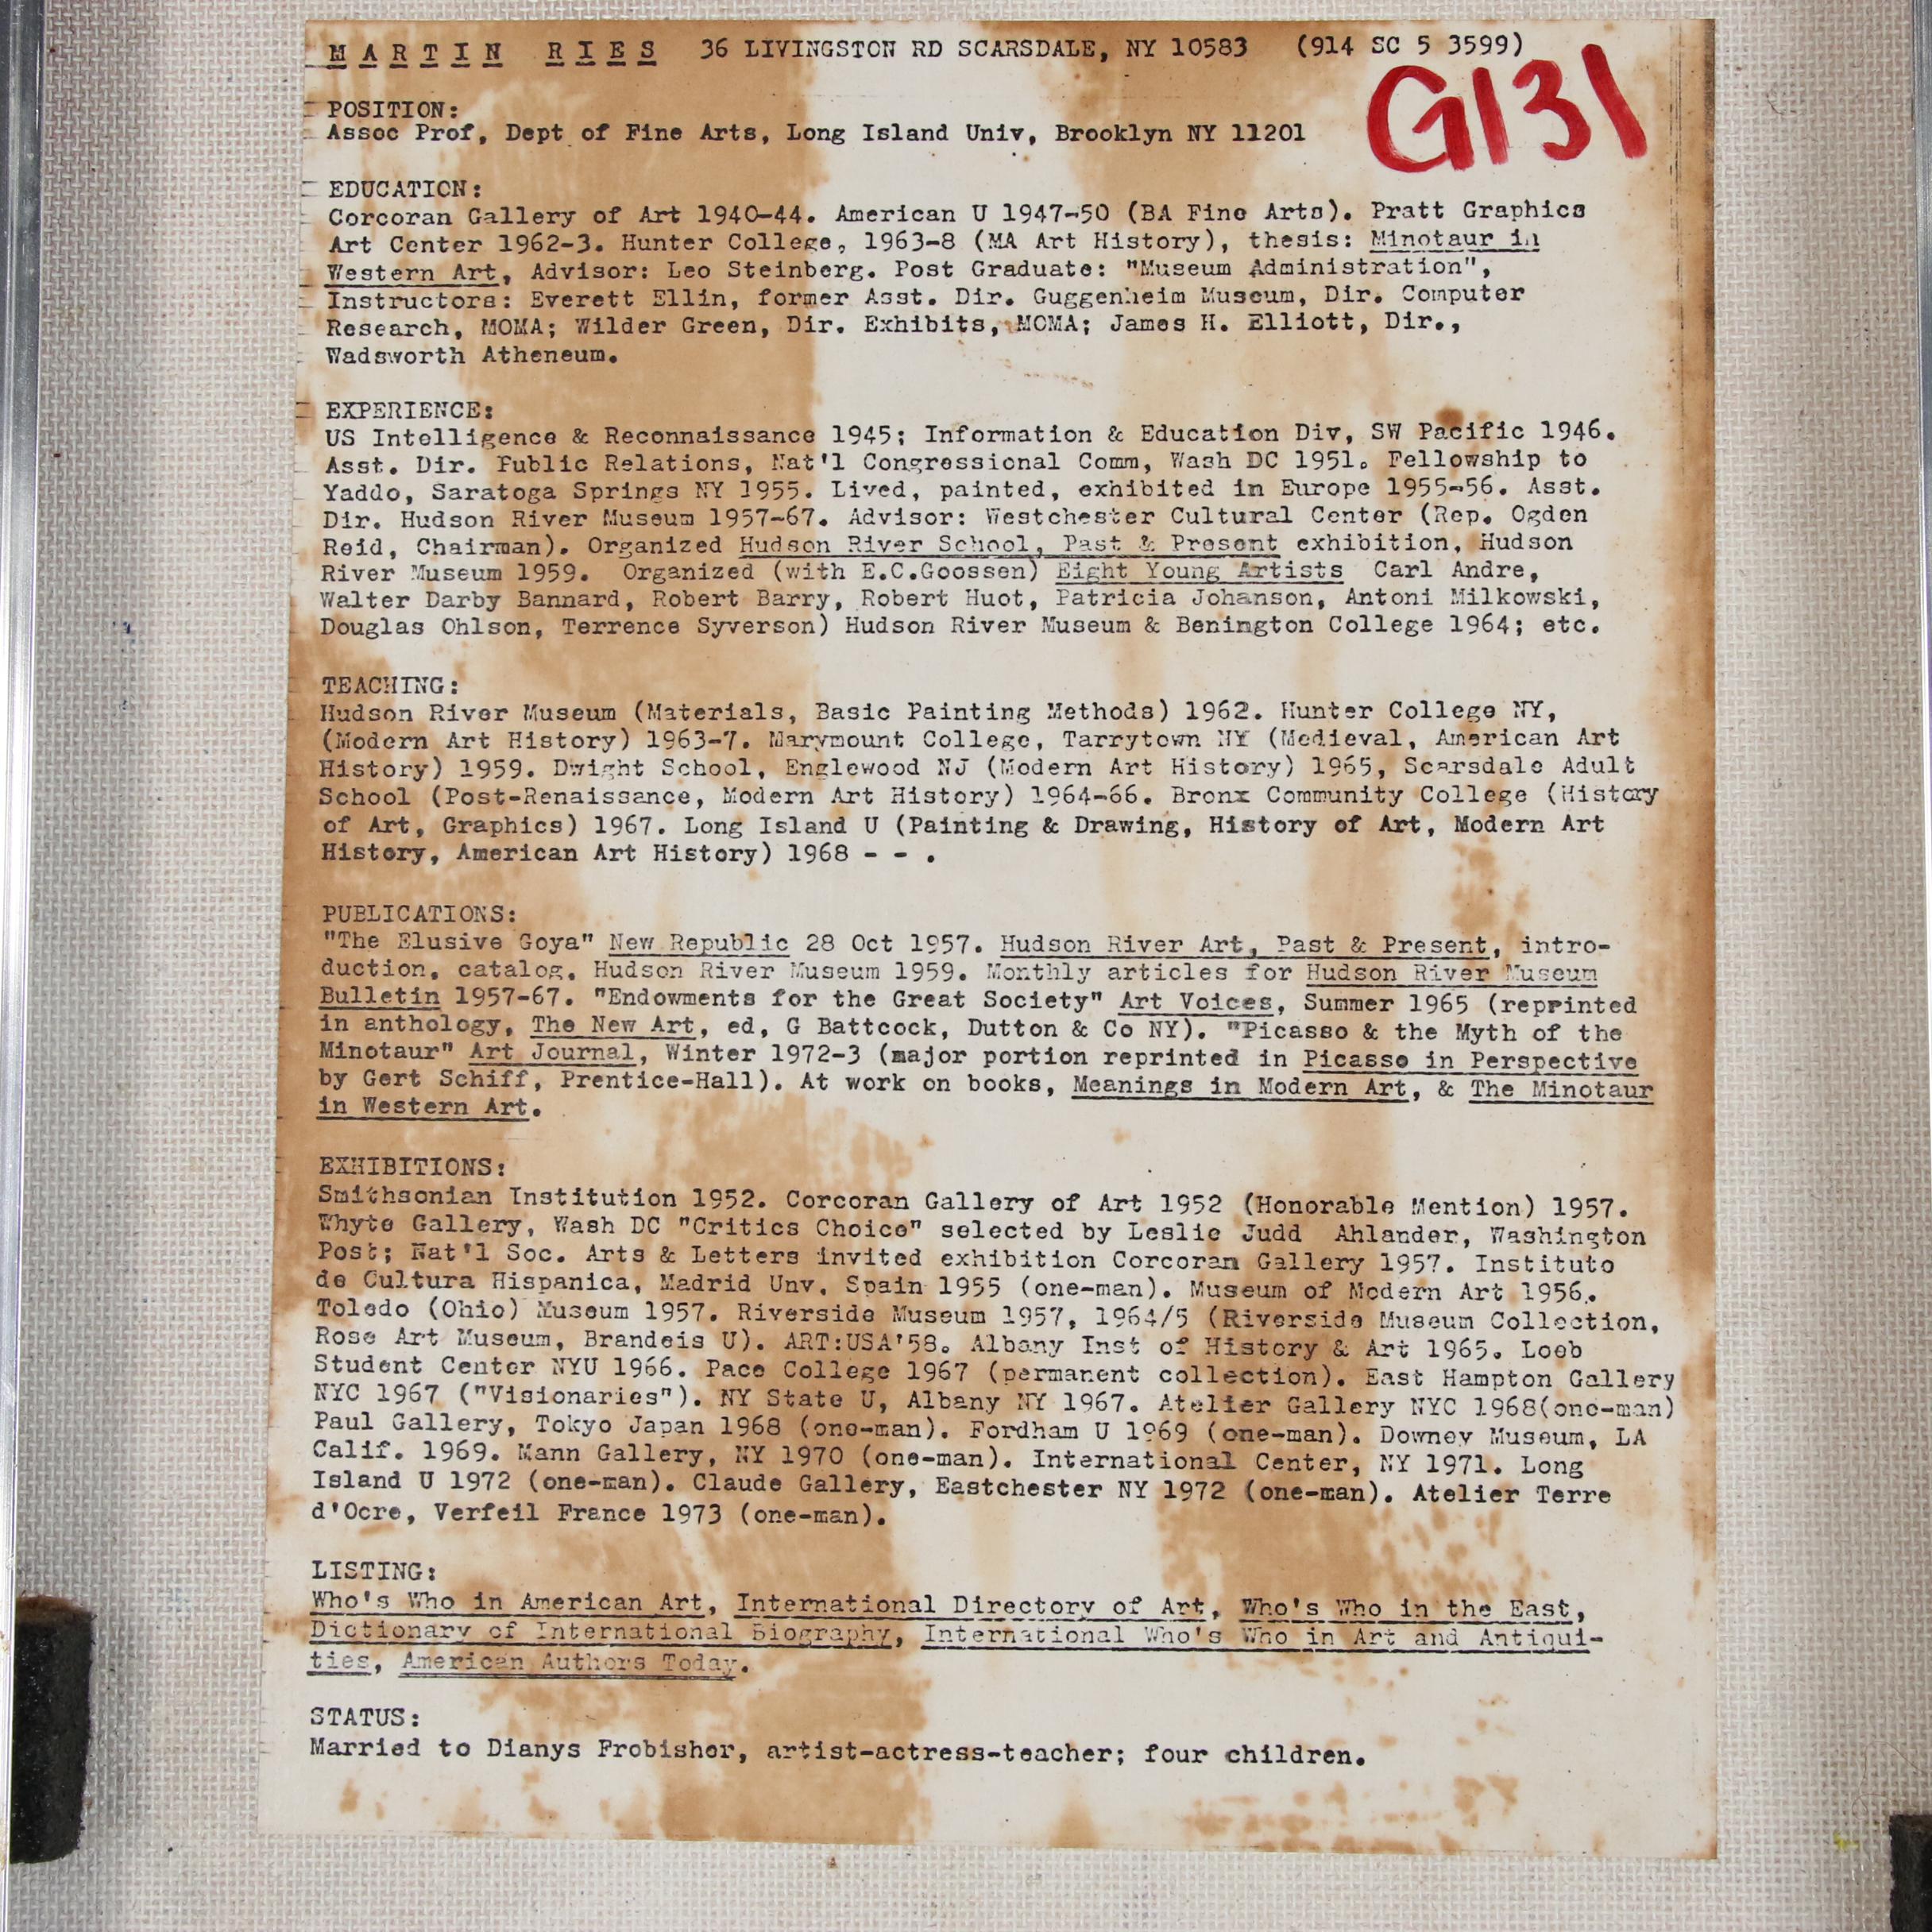 MARTIN RIES 36 LIVINGSTON RD SCARSDALE, NY 10583 (914 SC 5 3599)
G131
POSITION:
Assoc Prof, Dept of Fine Arts, Long Island Univ, Brooklyn NY 11201
EDUCATION:
Corcoran Gallery of Art 1940-44. American U 1947-50 (BA Fine Arts). Pratt Graphics
Art Center 1962-3. Hunter College, 1963-8 (MA Art History), thesis: Minotaur in
Western Art, Advisor: Leo Steinberg. Post Graduate: "Museum Administration",
Instructors: Everett Ellin, former Asst. Dir. Guggenheim Museum, Dir. Computer
Research, MOMA; Wilder Green, Dir. Exhibits, MOMA; James H. Elliott, Dir.,
Wadsworth Atheneum.
EXPERIENCE:
US Intelligence & Reconnaissance 1945; Information & Education Div, SW Pacific 1946.
Asst. Dir. Public Relations, Nat'l Congressional Comm, Wash DC 1951. Fellowship to
Yaddo, Saratoga Springs NY 1955. Lived, painted, exhibited in Europe 1955-56. Asst.
Dir. Hudson River Museum 1957-67. Advisor: Westchester Cultural Center (Rep. Ogden
Reid, Chairman). Organized Hudson River School, Past & Present exhibition, Hudson
River Museum 1959. Organized (with E.C.Goossen) Eight Young Artists Carl Andre,
Walter Darby Bannard, Robert Barry, Robert Huot, Patricia Johanson, Antoni Milkowski,
Douglas Ohlson, Terrence Syverson) Hudson River Museum & Benington College 1964; etc.
TEACHING:
Hudson River Museum (Materials, Basic Painting Methods) 1962. Hunter College NY,
(Modern Art History) 1963-7. Marymount College, Tarrytown NY (Medieval, American Art
History) 1959. Dwight School, Englewood NJ (Modern Art History) 1965, Scarsdale Adult
School (Post-Renaissance, Modern Art History) 1964-66. Bronx Community College (History
of Art, Graphics) 1967. Long Island U (Painting & Drawing, History of Art, Modern Art
History, American Art History) 1968 - - .
PUBLICATIONS:
"The Elusive Goya" New Republic 28 Oct 1957. Hudson River Art, Past & Present, intro-
duction, catalog, Hudson River Museum 1959. Monthly articles for Hudson River Museum
Bulletin 1957-67. "Endowments for the Great Society" Art Voices, Summer 1965 (reprinted
in anthology, The New Art, ed, G Battcock, Dutton & Co NY). "Picasso & the Myth of the
Minotaur" Art Journal, Winter 1972-3 (major portion reprinted in Picasso in Perspective
by Gert Schiff, Prentice-Hall). At work on books, Meanings in Modern Art, & The Minotaur
in Western Art.
EXHIBITIONS:
Smithsonian Institution 1952. Corcoran Gallery of Art 1952 (Honorable Mention) 1957.
Whyte Gallery, Wash DC "Critics Choice" selected by Leslie Judd Ahlander, Washington
Post; Nat'l Soc. Arts & Letters invited exhibition Corcoran Gallery 1957. Instituto
de Cultura Hispanica, Madrid Unv, Spain 1955 (one-man). Museum of Modern Art 1956.
Toledo (Ohio) Museum 1957. Riverside Museum 1957, 1964/5 (Riverside Museum Collection,
Rose Art Museum, Brandeis U). ART:USA'58. Albany Inst of History & Art 1965. Loeb
Student Center NYU 1966. Pace College 1967 (permanent collection). East Hampton Gallery
NYC 1967 ("Visionaries"). NY State U, Albany NY 1967. Atelier Gallery NYC 1968(one-man)
Paul Gallery, Tokyo Japan 1968 (one-man). Fordham U 1969 (one-man). Downey Museum, LA
Calif. 1969. Mann Gallery, NY 1970 (one-man). International Center, NY 1971. Long
Island U 1972 (one-man). Claude Gallery, Eastchester NY 1972 (one-man). Atelier Terre
d'Ocre, Verfeil France 1973 (one-man).
LISTING:
Who's Who in American Art, International Directory of Art, Who's Who in the East,
Dictionary of International Biography, International Who's Who in Art and Antiqui-
ties, American Authors Today.
STATUS:
Married to Dianys Frobisher, artist-actress-teacher; four children.